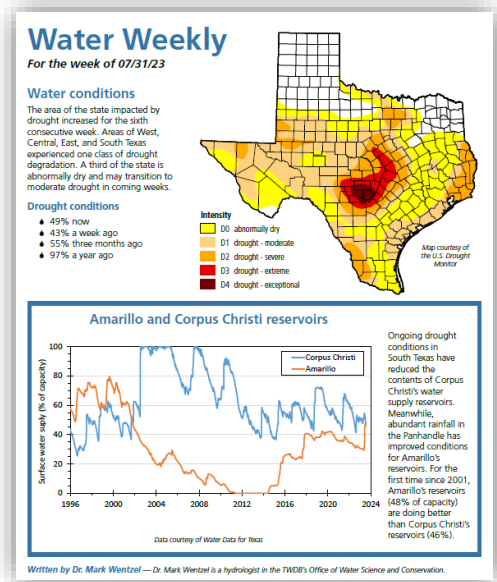 Water Weekly
For the week of 07/31/23
Water conditions
The area of the state impacted by
drought increased for the sixth
consecutive week. Areas of West,
Central, East, and South Texas
experienced one class of drought
degradation. A third of the state is
abnormally dry and may transition to
moderate drought in coming weeks.
Drought conditions
49% now
43% a week ago
55% three months ago
97% a year ago
Intensity
D0 abnormally dry
D1 drought - moderate
D2 drought - severe
D3 drought - extreme
D4 drought - exceptional
Map courtesy of
the U.S. Drought
Monitor
Amarillo and Corpus Christi reservoirs
Surface water suply (% of capacity)
100
80
60
40
20
0
1996 2000 2004 2008 2012 2016 2020 2024
Corpus Christi
Amarillo
Data courtesy of Water Data for Texas
Ongoing drought
conditions in
South Texas have
reduced the
contents of Corpus
Christi's water
supply reservoirs.
Meanwhile,
abundant rainfall in
the Panhandle has
improved conditions
for Amarillo's
reservoirs. For the
first time since 2001,
Amarillo's reservoirs
(48% of capacity)
are doing better
than Corpus Christi's
reservoirs (46%).
Written by Dr. Mark Wentzel — Dr. Mark Wentzel is a hydrologist in the TWDB's Office of Water Science and Conservation.